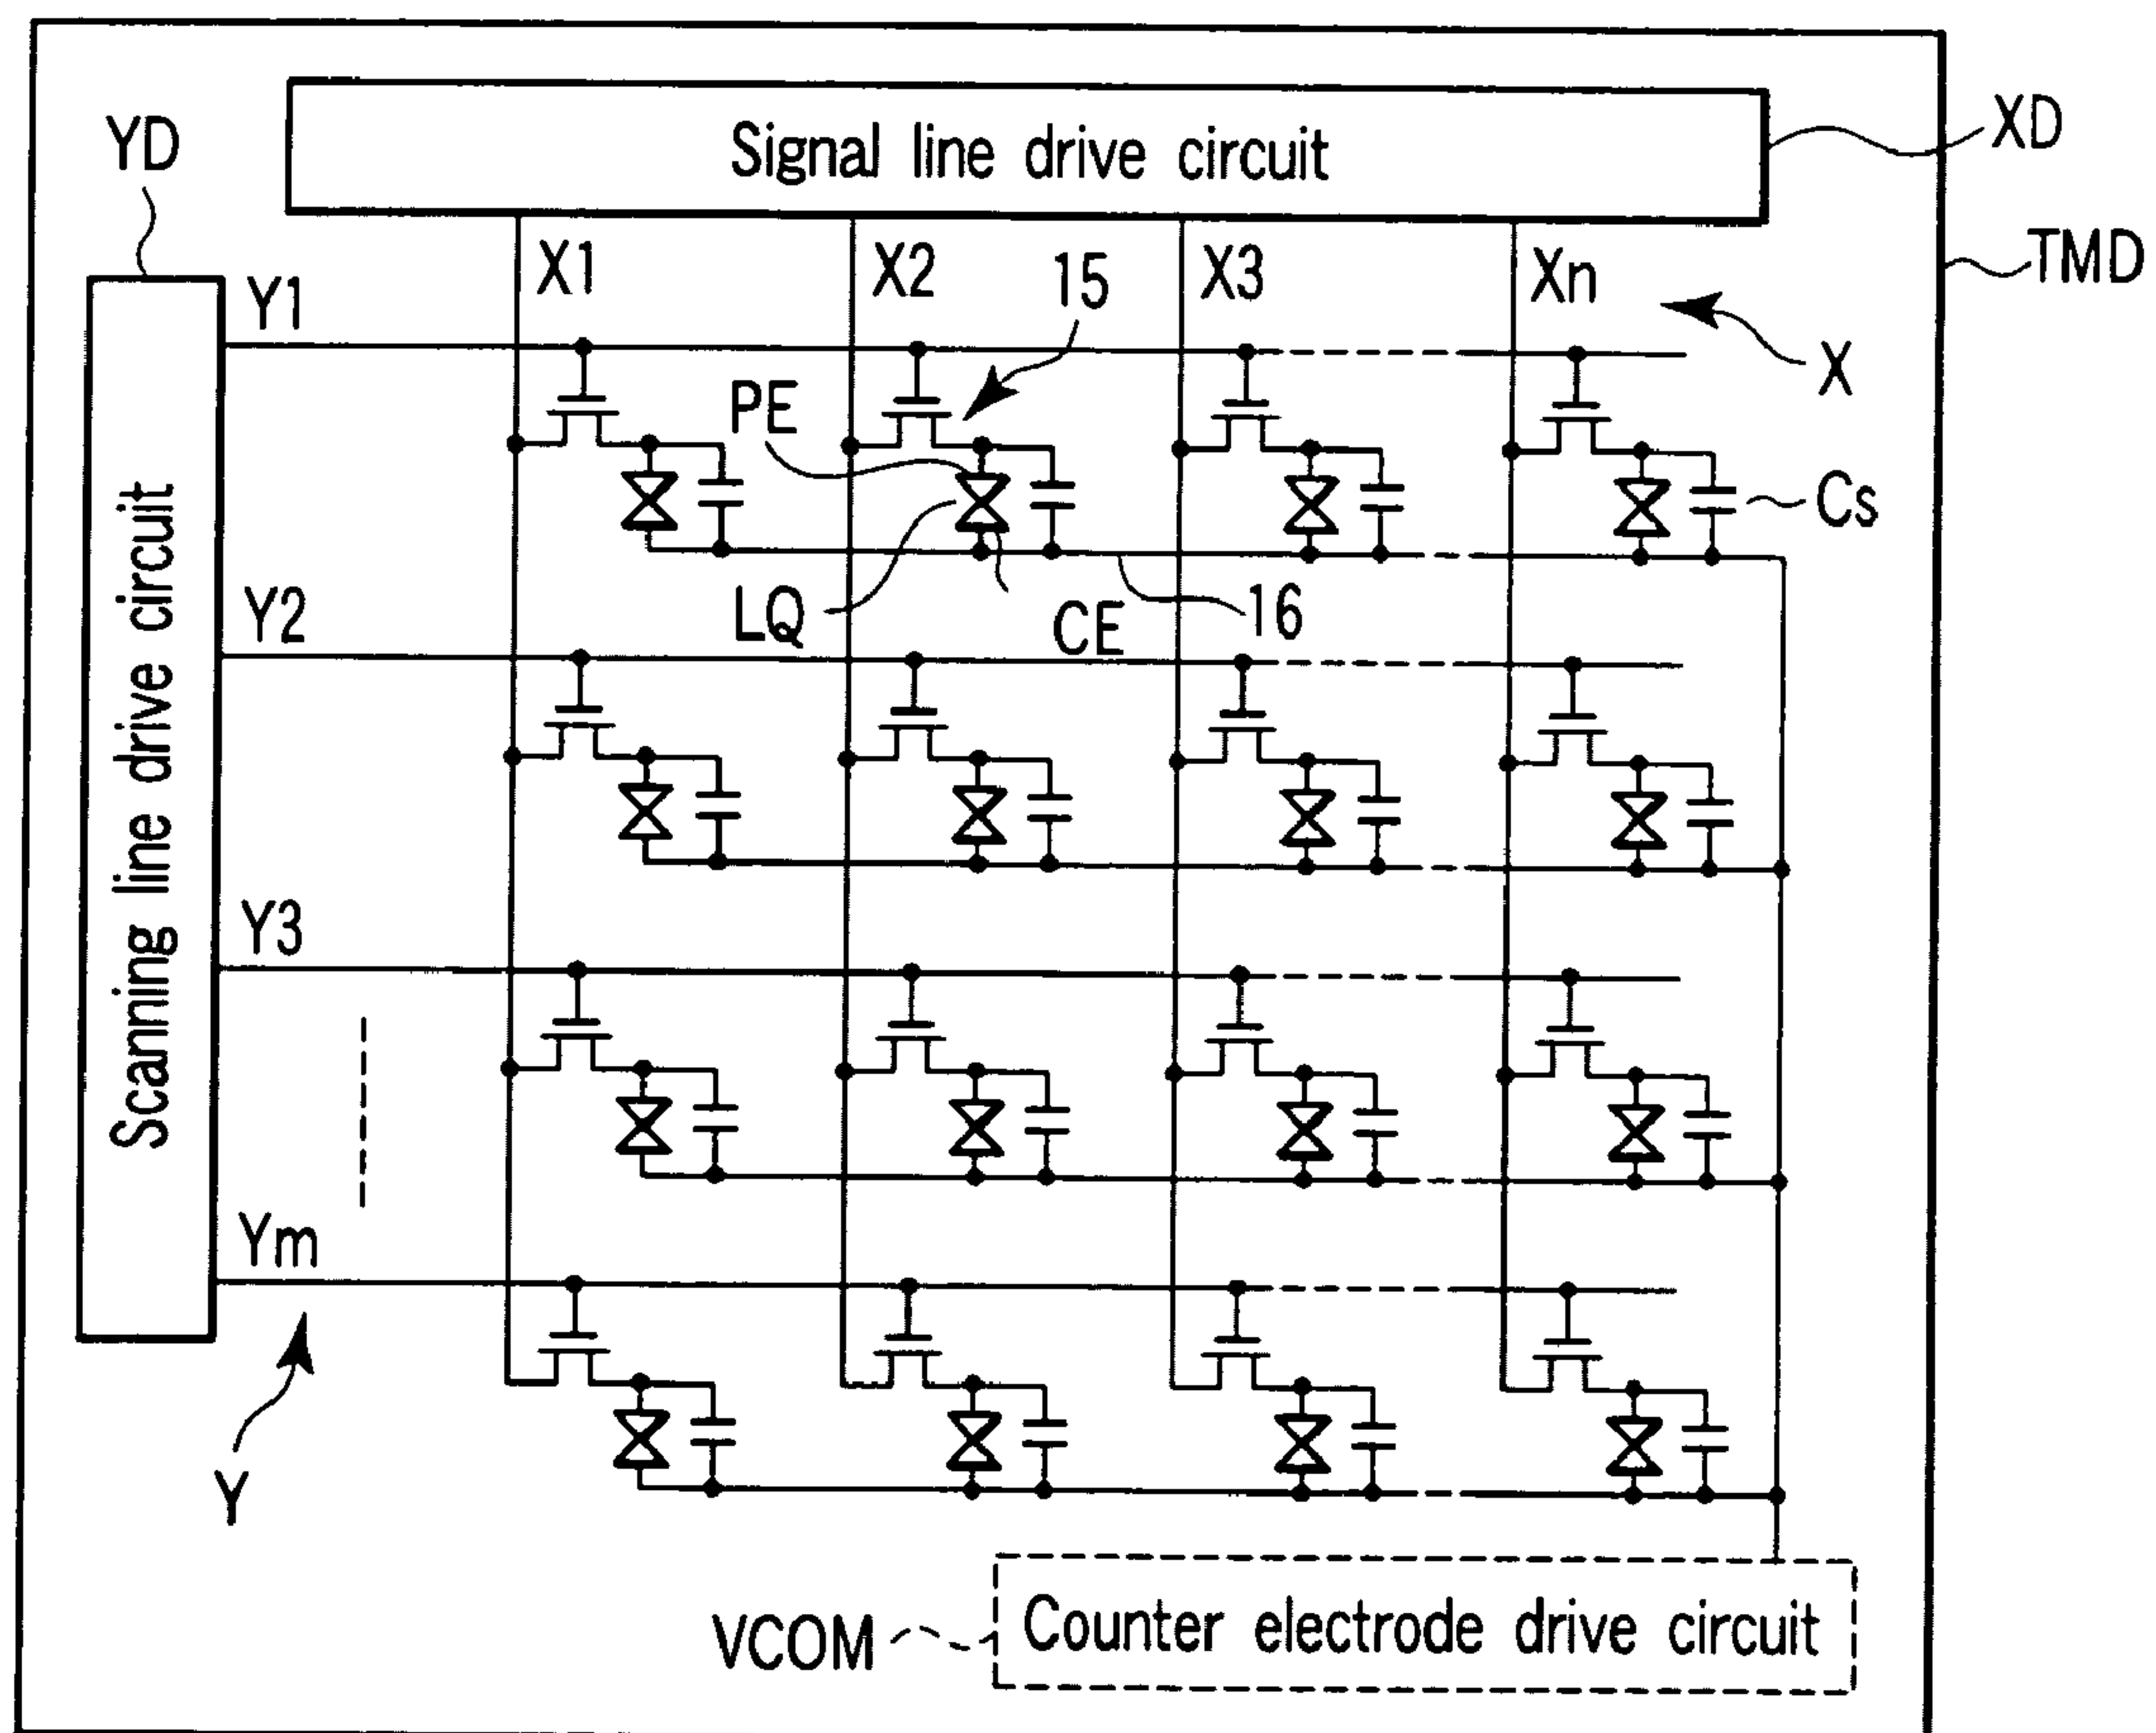 XD
YD
Signal line drive circuit
TMD
X1
X2
X3
Xn
15
Y1
X
PE
Cs
Scanning line drive circuit
LQ
CE
16
Y2
Y3
Ym
Y
VCOM
Counter electrode drive circuit